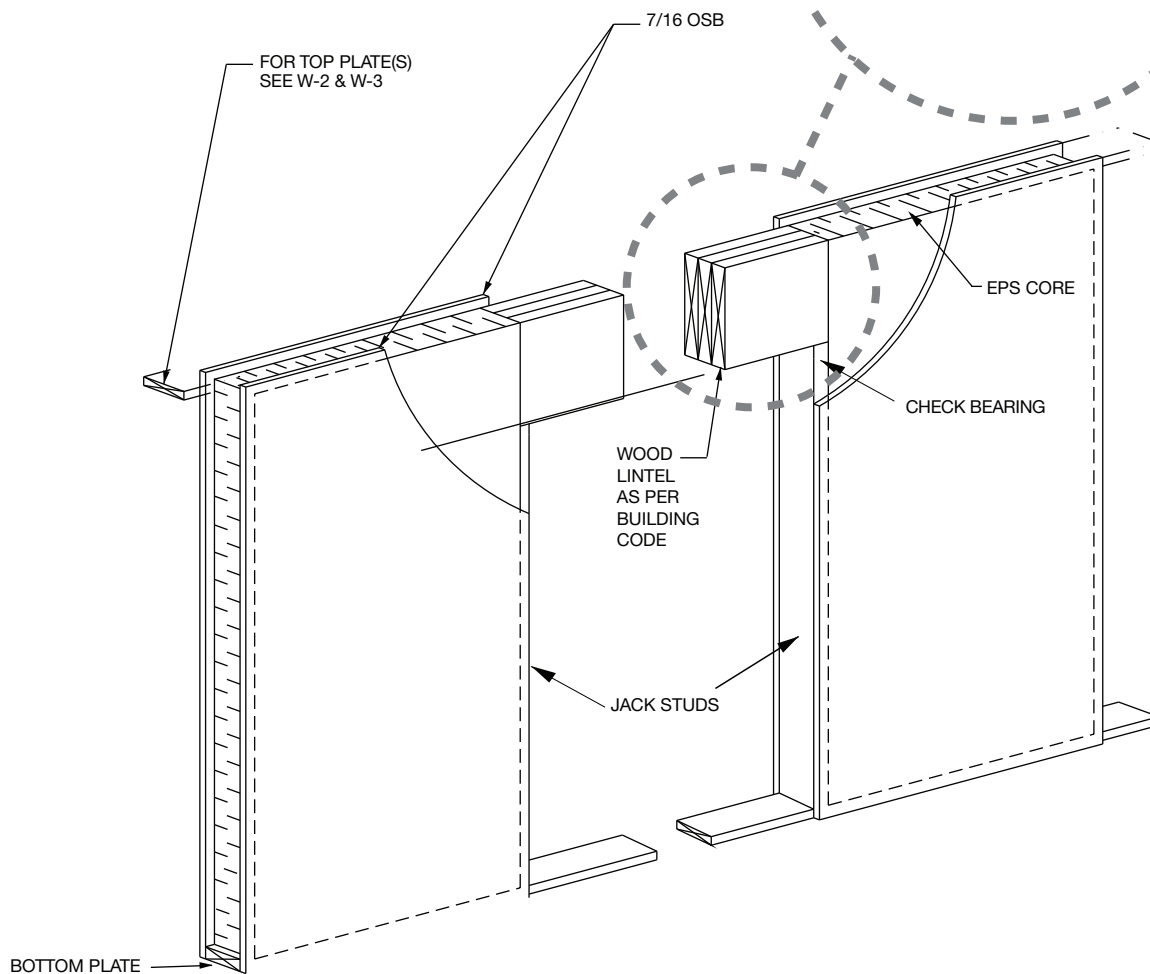 7/16 OSB
FOR TOP PLATE(S)
SEE W-2 & W-3
EPS CORE
CHECK BEARING
WOOD
LINTEL
AS PER
BUILDING
CODE
JACK STUDS
BOTTOM PLATE